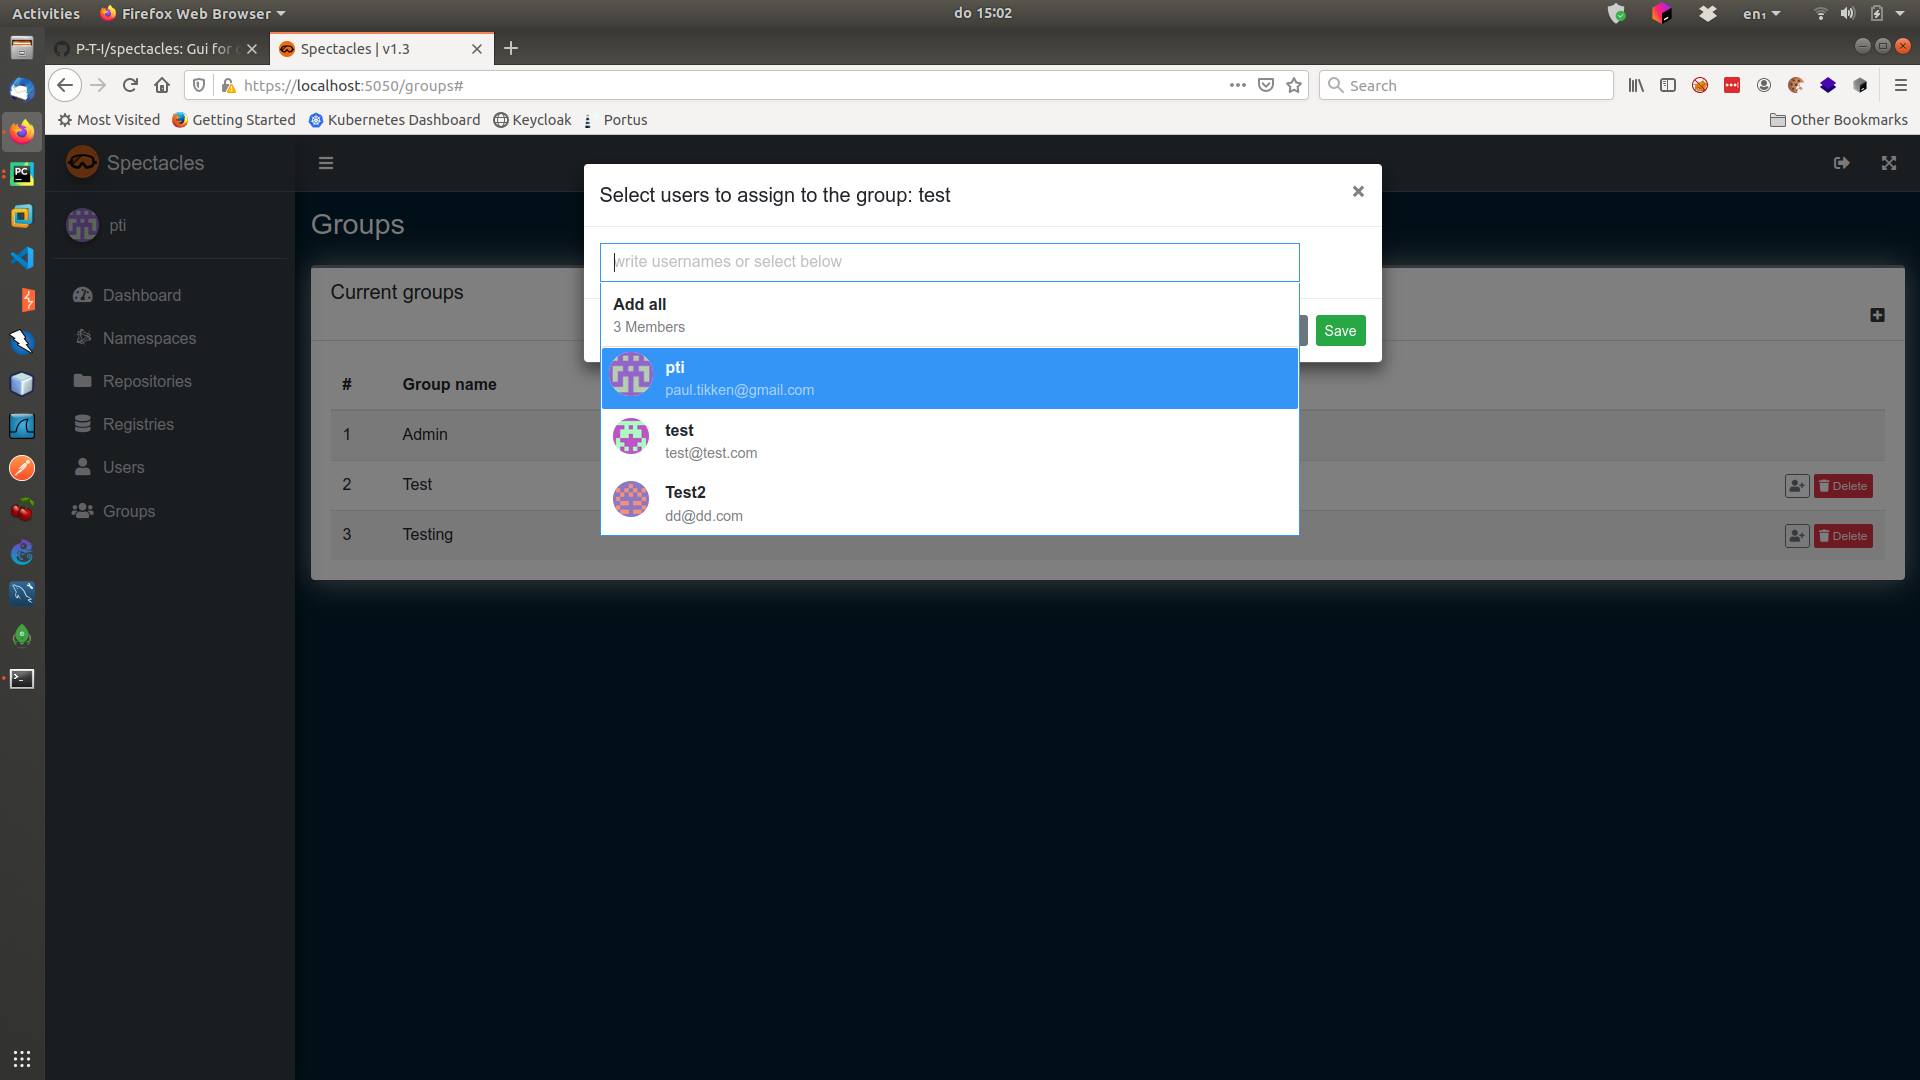 Activities
Firefox Web Browser
do 15:02
en₁
P-T-I/spectacles: Gui for
Spectacles | v1.3
https://localhost:5050/groups#
Search
Most Visited
Getting Started
Kubernetes Dashboard
Keycloak
Portus
Other Bookmarks
Spectacles
pti
Dashboard
Namespaces
Repositories
Registries
Users
Groups
Groups
Current groups
# Group name
1 Admin
2 Test
Delete
3 Testing
Delete
Select users to assign to the group: test
×
write usernames or select below
Add all
3 Members
pti
paul.tikken@gmail.com
test
test@test.com
Test2
dd@dd.com
Save
PC